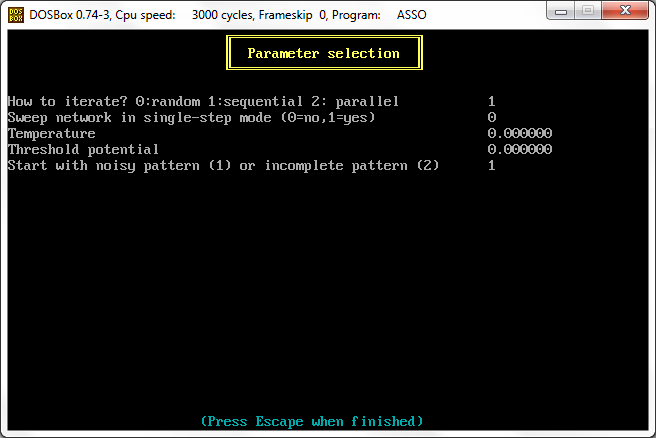 DOSBox 0.74-3, Cpu speed: 3000 cycles, Frameskip 0, Program: ASSO
Parameter selection
How to iterate? 0:random 1:sequential 2: parallel 1
Sweep network in single-step mode (0=no,1=yes) 0
Temperature 0.000000
Threshold potential 0.000000
Start with noisy pattern (1) or incomplete pattern (2) 1
(Press Escape when finished)